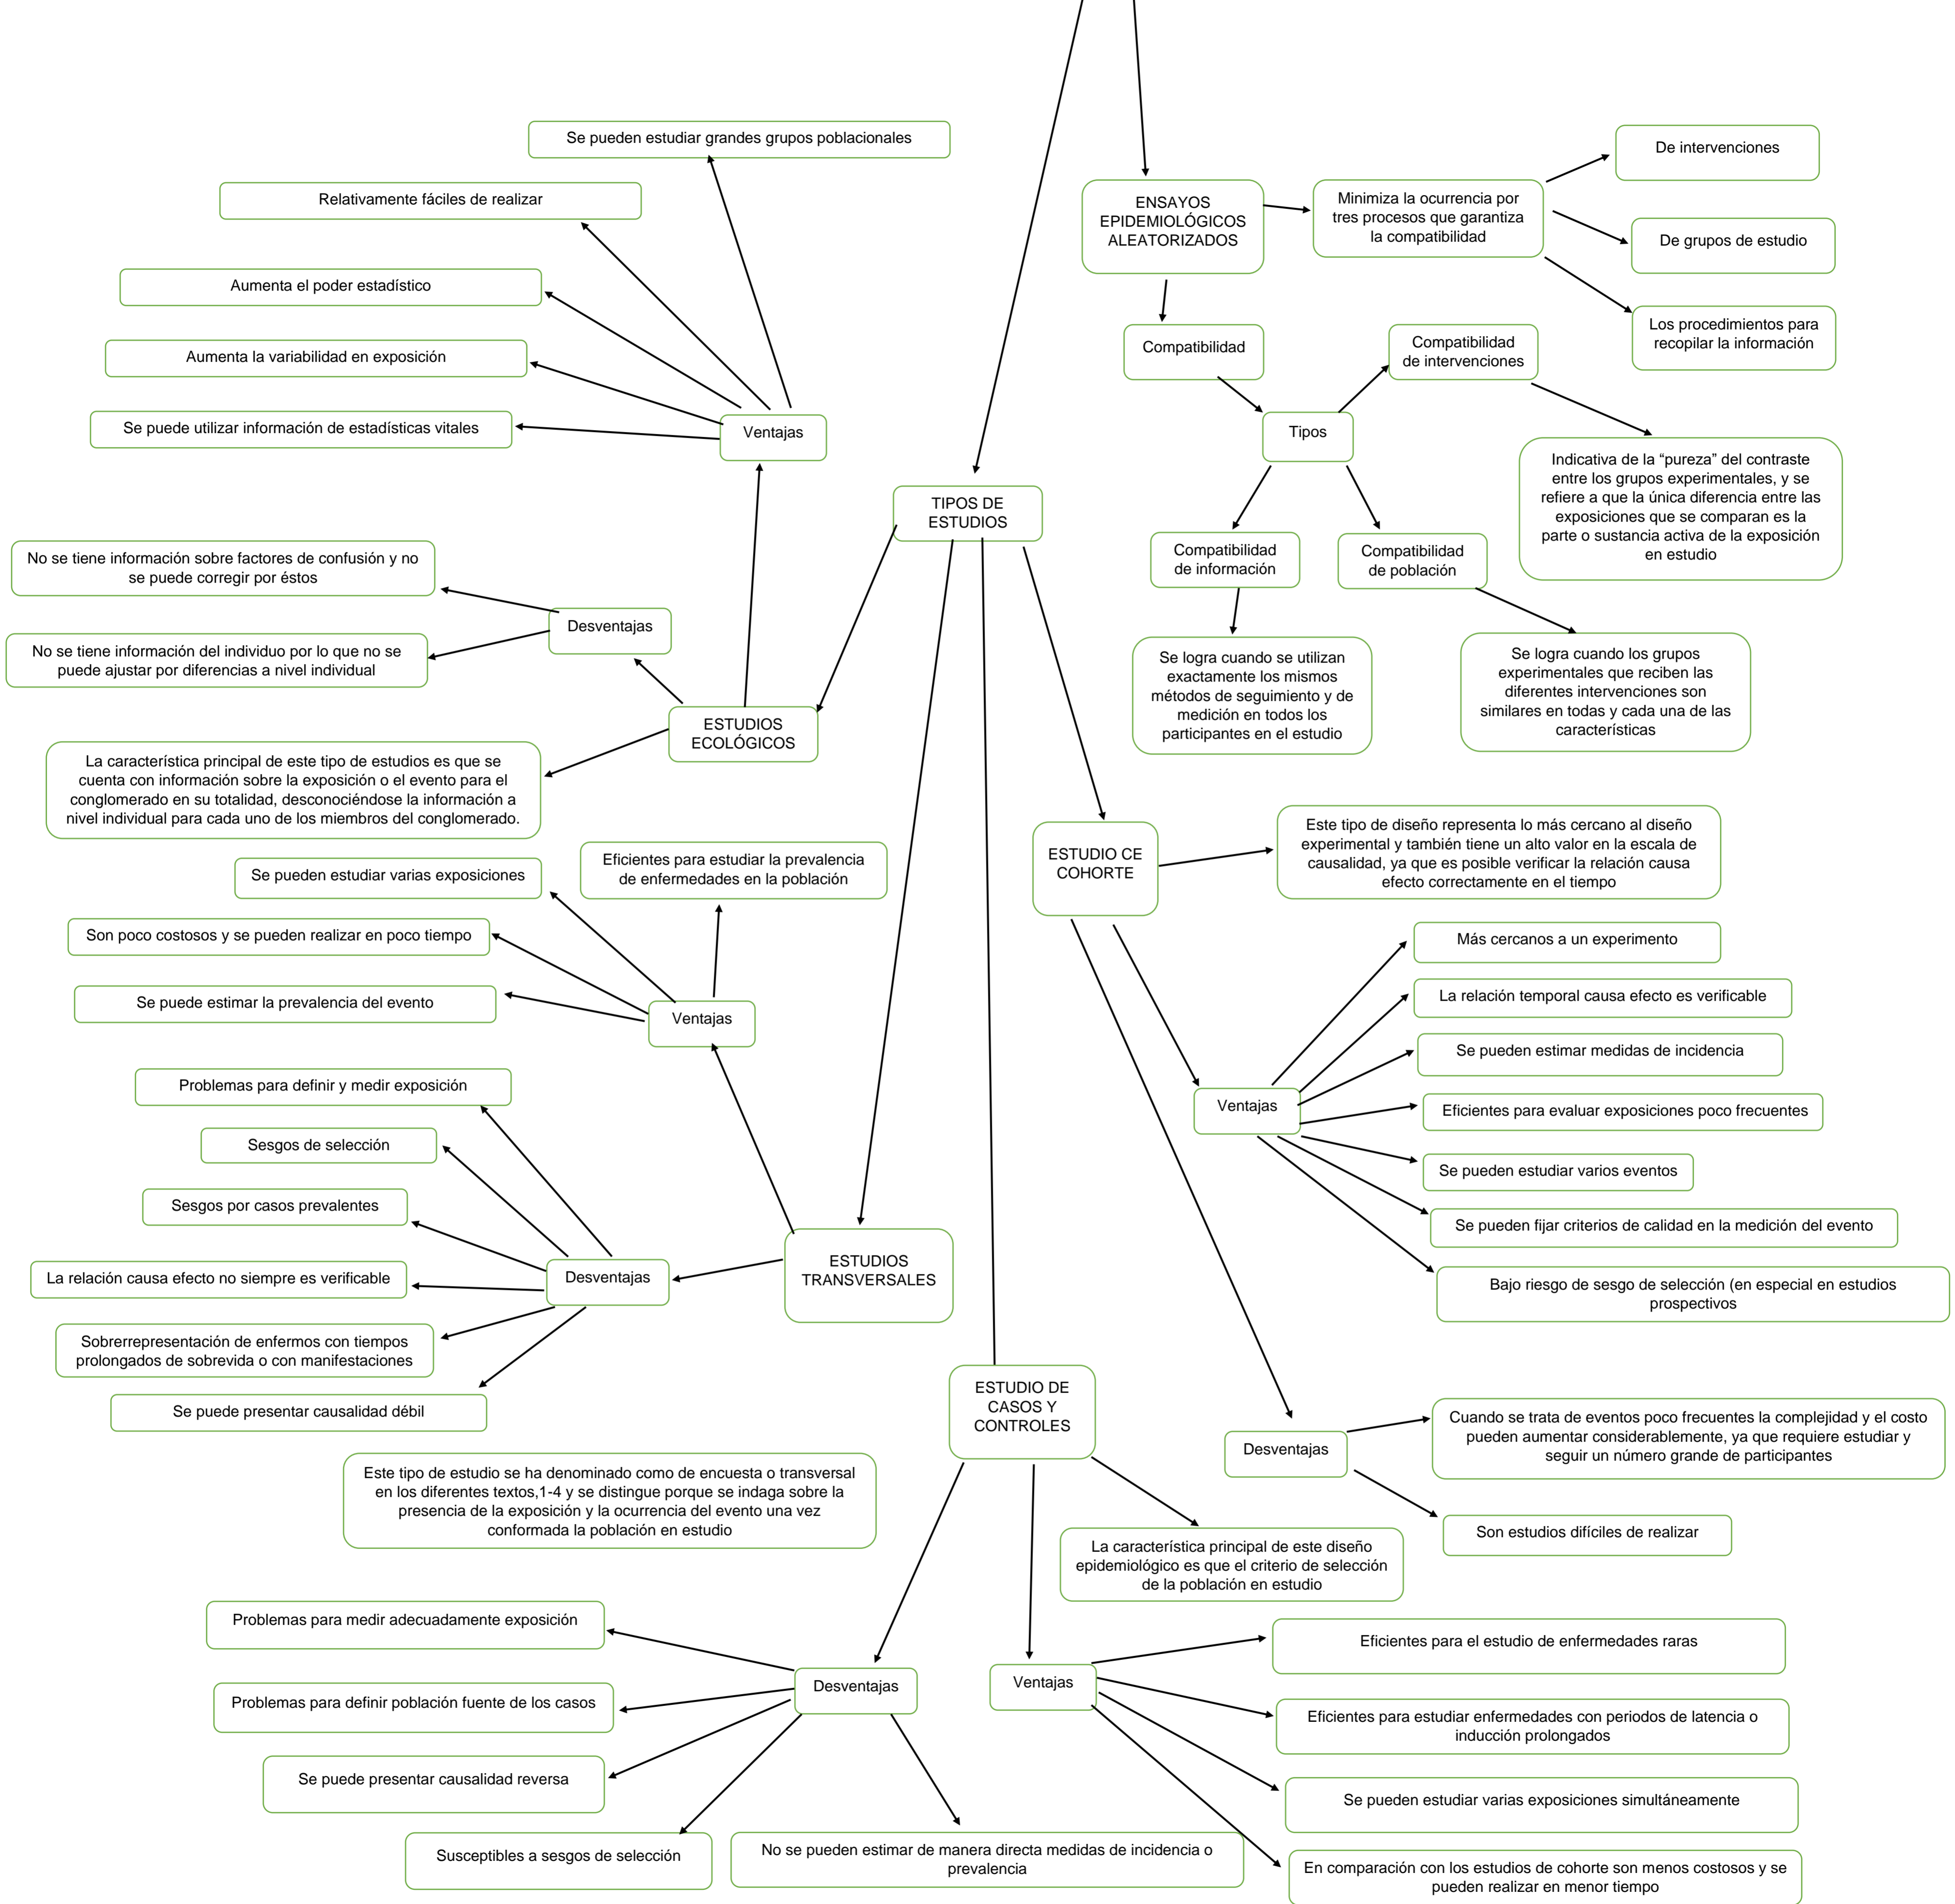 Se pueden estudiar grandes grupos poblacionales
Relativamente fáciles de realizar
Aumenta el poder estadístico
Aumenta la variabilidad en exposición
Se puede utilizar información de estadísticas vitales
Ventajas
ENSAYOS
EPIDEMIOLÓGICOS
ALEATORIZADOS
Minimiza la ocurrencia por
tres procesos que garantiza
la compatibilidad
De intervenciones
De grupos de estudio
Los procedimientos para
recopilar la información
Compatibilidad
Tipos
Compatibilidad
de intervenciones
Indicativa de la “pureza” del contraste
entre los grupos experimentales, y se
refiere a que la única diferencia entre las
exposiciones que se comparan es la
parte o sustancia activa de la exposición
en estudio
Compatibilidad
de información
Compatibilidad
de población
Se logra cuando se utilizan
exactamente los mismos
métodos de seguimiento y de
medición en todos los
participantes en el estudio
Se logra cuando los grupos
experimentales que reciben las
diferentes intervenciones son
similares en todas y cada una de las
características
TIPOS DE
ESTUDIOS
No se tiene información sobre factores de confusión y no
se puede corregir por éstos
Desventajas
No se tiene información del individuo por lo que no se
puede ajustar por diferencias a nivel individual
ESTUDIOS
ECOLÓGICOS
La característica principal de este tipo de estudios es que se
cuenta con información sobre la exposición o el evento para el
conglomerado en su totalidad, desconociéndose la información a
nivel individual para cada uno de los miembros del conglomerado.
ESTUDIO CE
COHORTE
Este tipo de diseño representa lo más cercano al diseño
experimental y también tiene un alto valor en la escala de
causalidad, ya que es posible verificar la relación causa
efecto correctamente en el tiempo
Eficientes para estudiar la prevalencia
de enfermedades en la población
Se pueden estudiar varias exposiciones
Son poco costosos y se pueden realizar en poco tiempo
Se puede estimar la prevalencia del evento
Ventajas
Más cercanos a un experimento
La relación temporal causa efecto es verificable
Se pueden estimar medidas de incidencia
Ventajas
Eficientes para evaluar exposiciones poco frecuentes
Se pueden estudiar varios eventos
Se pueden fijar criterios de calidad en la medición del evento
Bajo riesgo de sesgo de selección (en especial en estudios
prospectivos
Problemas para definir y medir exposición
Sesgos de selección
Sesgos por casos prevalentes
La relación causa efecto no siempre es verificable
Desventajas
ESTUDIOS
TRANSVERSALES
Sobrerrepresentación de enfermos con tiempos
prolongados de sobrevida o con manifestaciones
Se puede presentar causalidad débil
ESTUDIO DE
CASOS Y
CONTROLES
Desventajas
Cuando se trata de eventos poco frecuentes la complejidad y el costo
pueden aumentar considerablemente, ya que requiere estudiar y
seguir un número grande de participantes
Son estudios difíciles de realizar
Este tipo de estudio se ha denominado como de encuesta o transversal
en los diferentes textos,1-4 y se distingue porque se indaga sobre la
presencia de la exposición y la ocurrencia del evento una vez
conformada la población en estudio
La característica principal de este diseño
epidemiológico es que el criterio de selección
de la población en estudio
Problemas para medir adecuadamente exposición
Desventajas
Problemas para definir población fuente de los casos
Se puede presentar causalidad reversa
Susceptibles a sesgos de selección
No se pueden estimar de manera directa medidas de incidencia o
prevalencia
Ventajas
Eficientes para el estudio de enfermedades raras
Eficientes para estudiar enfermedades con periodos de latencia o
inducción prolongados
Se pueden estudiar varias exposiciones simultáneamente
En comparación con los estudios de cohorte son menos costosos y se
pueden realizar en menor tiempo